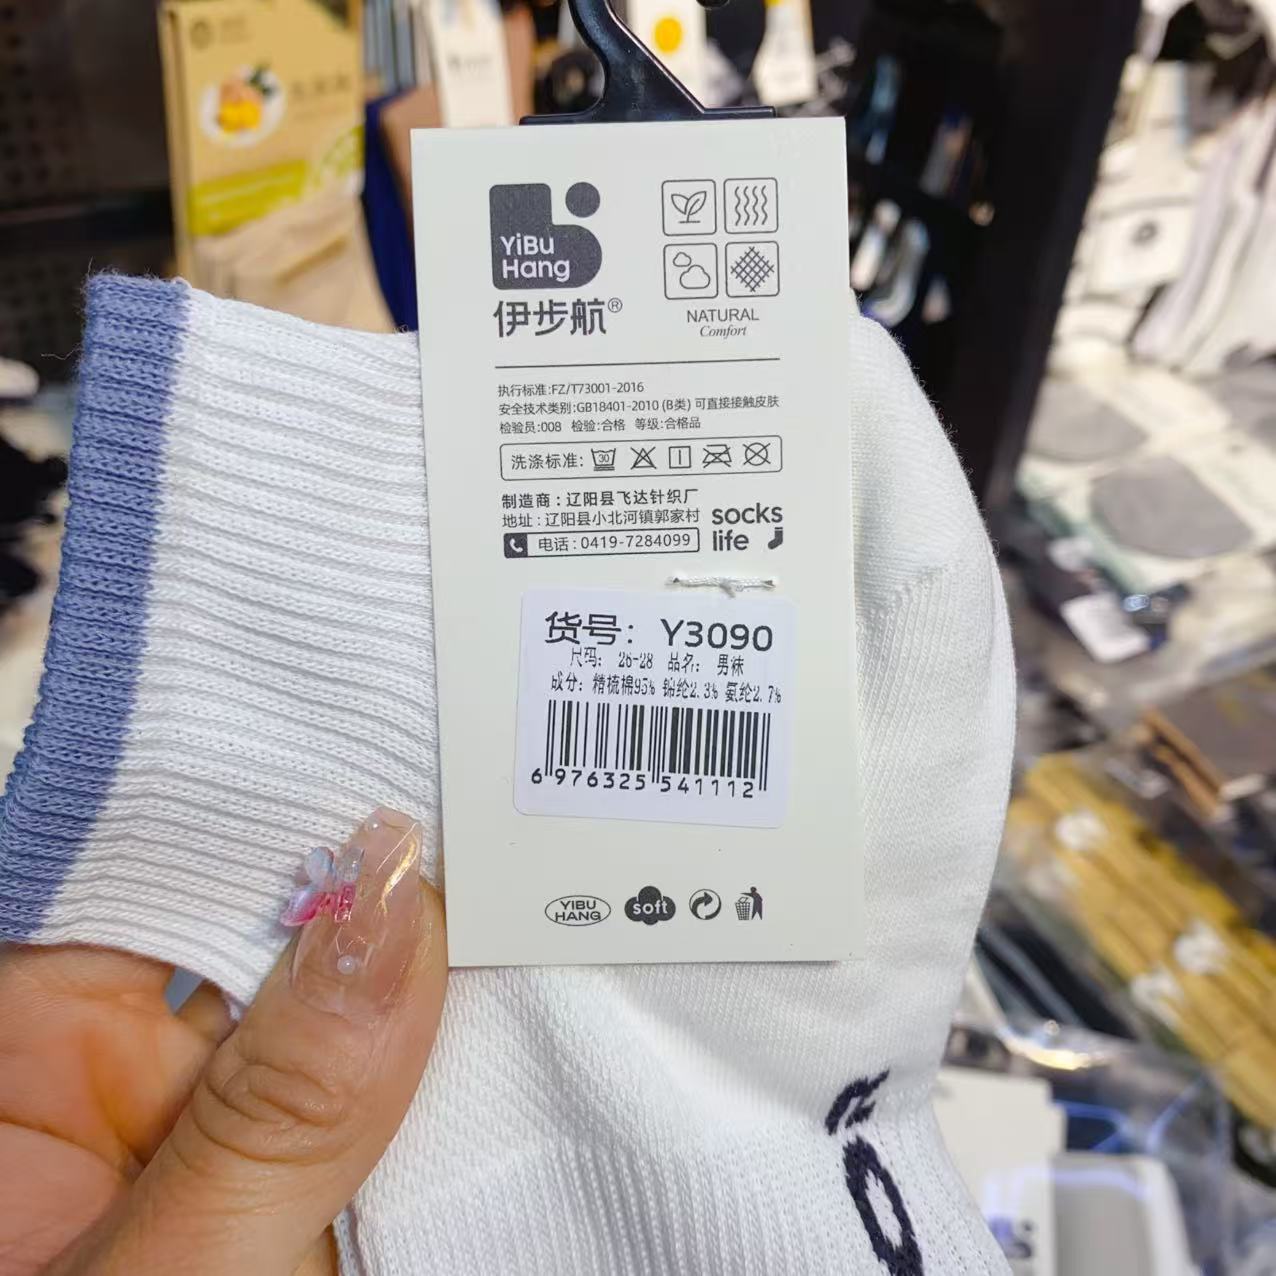 YiBu
Hang
伊步航®
NATURAL
Comfort
执行标准:FZ/T73001-2016
安全技术类别:GB18401-2010 (B类) 可直接接触皮肤
检验员:008 检验:合格 等级:合格品
洗涤标准: 30
制造商:辽阳县飞达针织厂
地址:辽阳县小北河镇郭家村
电话:0419-7284099
socks
life
货号: Y3090
尺码: 26-28 品名: 男袜
成分: 精梳棉95% 锦纶2.3% 氨纶2.7%
6 976325 541112
YIBU
HANG
soft